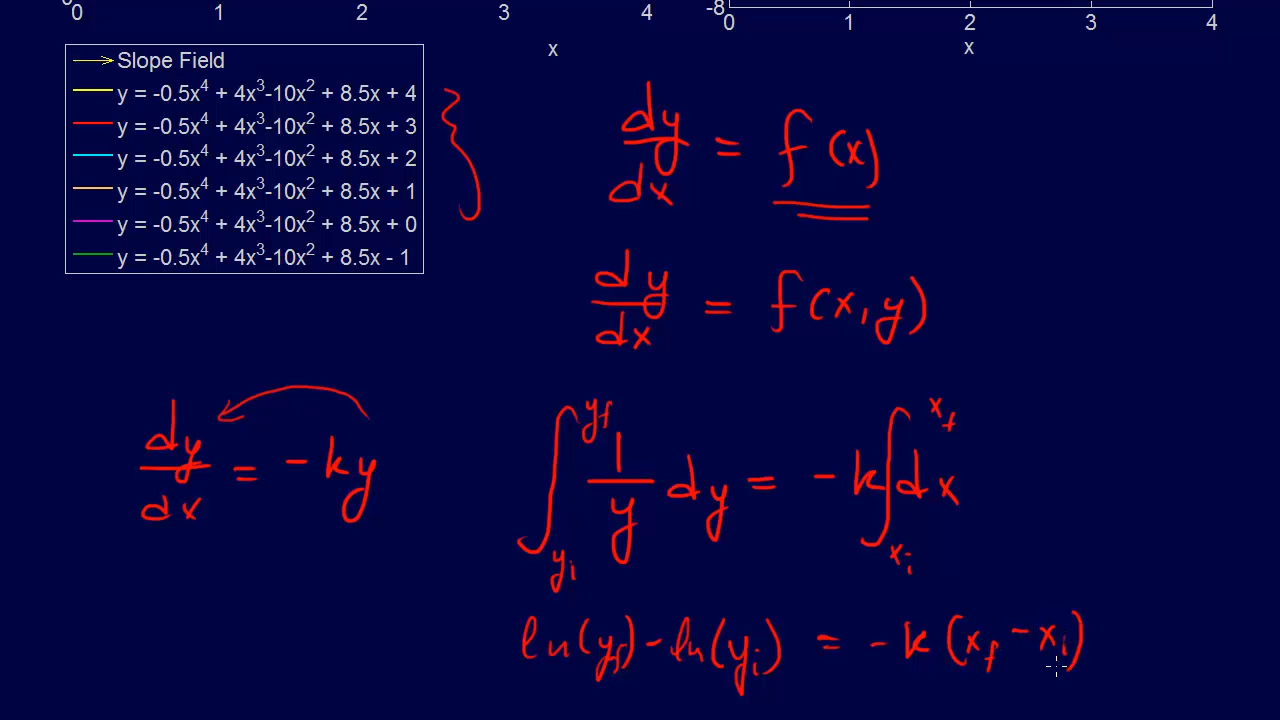 0 1 2 3 4 -8 0 1 2 3 4
x x
Slope Field
y = -0.5x⁴ + 4x³-10x² + 8.5x + 4
y = -0.5x⁴ + 4x³-10x² + 8.5x + 3
y = -0.5x⁴ + 4x³-10x² + 8.5x + 2
y = -0.5x⁴ + 4x³-10x² + 8.5x + 1
y = -0.5x⁴ + 4x³-10x² + 8.5x + 0
y = -0.5x⁴ + 4x³-10x² + 8.5x - 1
dy/dx = f(x)
dy/dx = f(x,y)
dy/dx = -ky
∫_{yi}^{yf} 1/y dy = -k∫_{xi}^{xf} dx
ln(yf) - ln(yi) = -k(xf - xi)